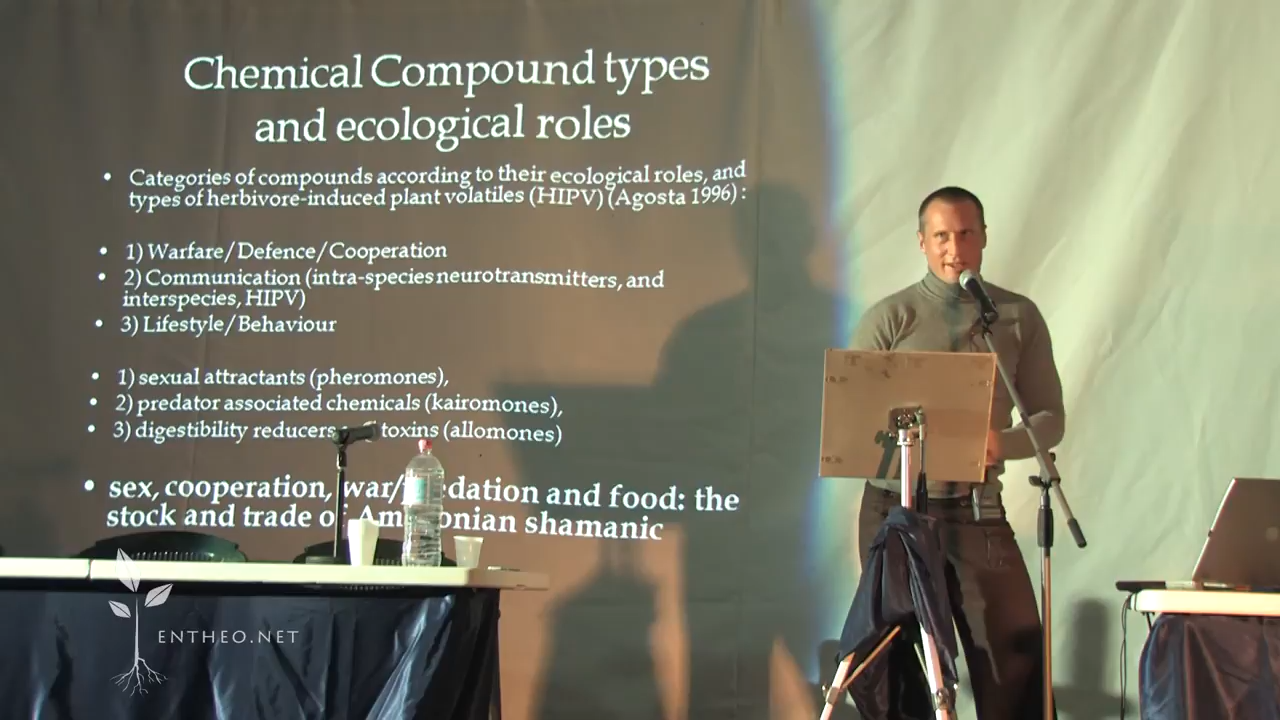 Chemical Compound types
and ecological roles
• Categories of compounds according to their ecological roles, and
types of herbivore-induced plant volatiles (HIPV) (Agosta 1996) :
• 1) Warfare/Defence/Cooperation
• 2) Communication (intra-species neurotransmitters, and
interspecies, HIPV)
• 3) Lifestyle/Behaviour
• 1) sexual attractants (pheromones),
• 2) predator associated chemicals (kairomones),
• 3) digestibility reducers toxins (allomones)
• sex, cooperation, war/ and food: the
stock and trade shamanic
ENTHEO.NET